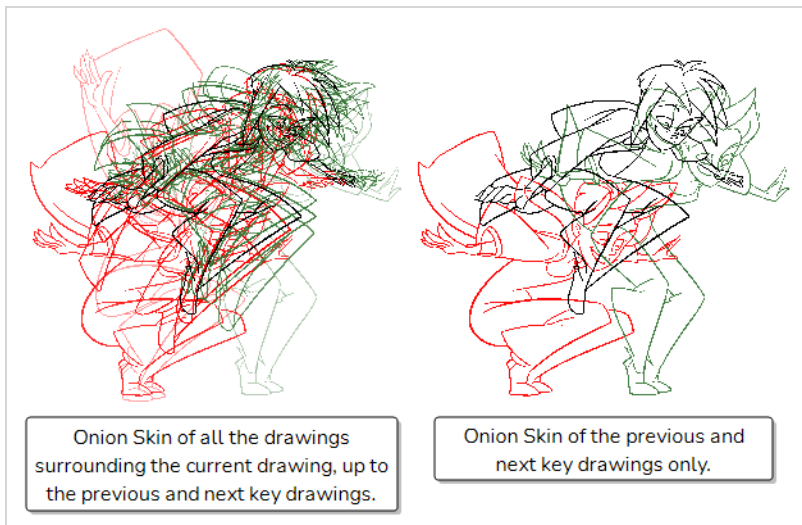 Onion Skin of all the drawings
surrounding the current drawing, up to
the previous and next key drawings.
Onion Skin of the previous and
next key drawings only.